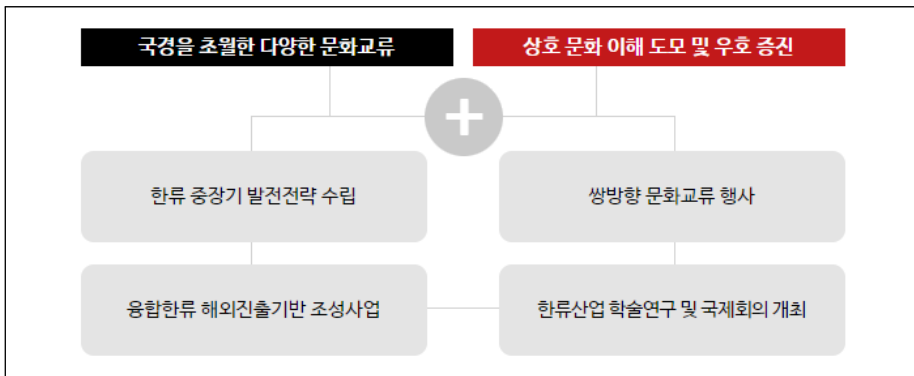 국경을 초월한 다양한 문화교류
상호 문화 이해 도모 및 우호 증진
한류 중장기 발전전략 수립
쌍방향 문화교류 행사
융합한류 해외진출기반 조성사업
한류산업 학술연구 및 국제회의 개최